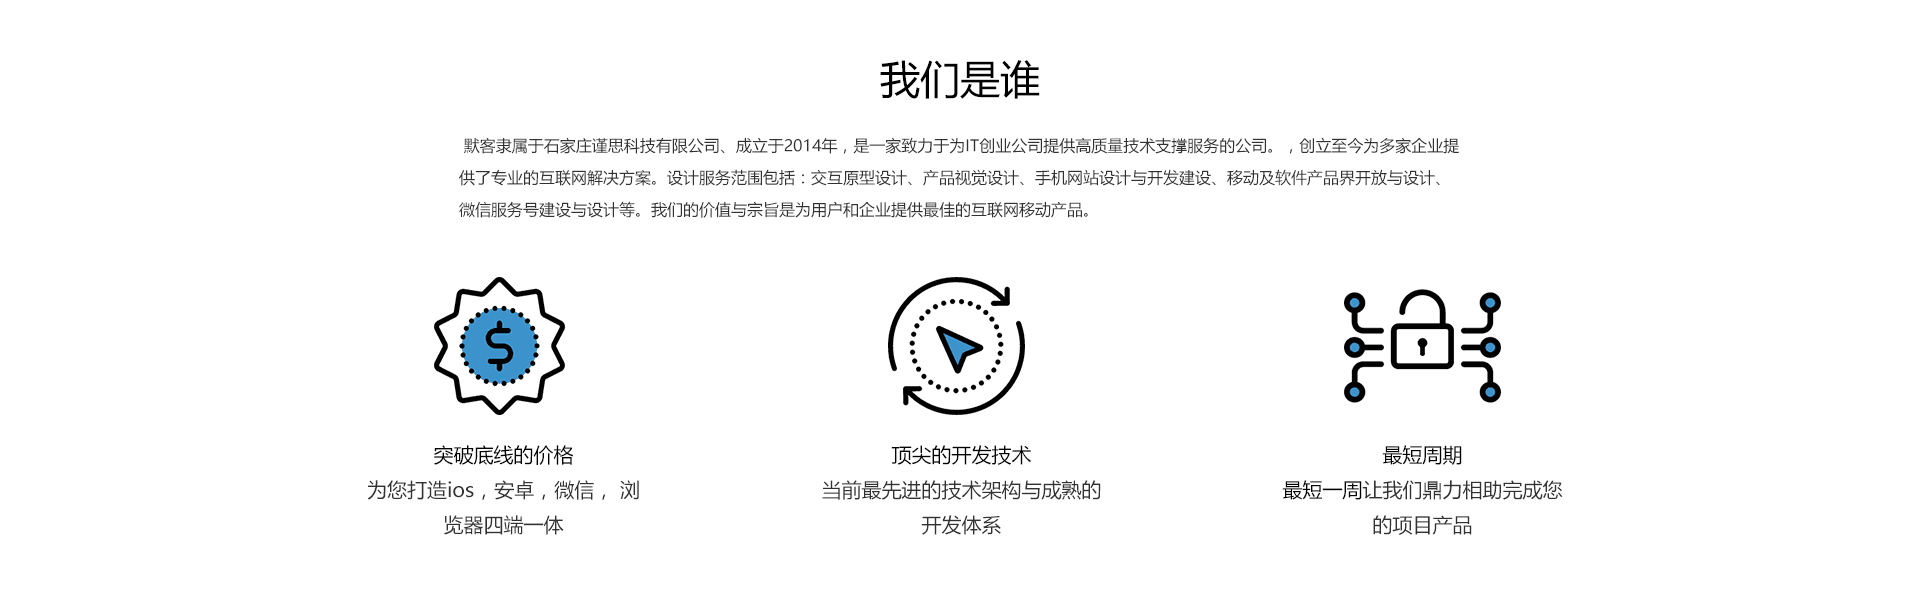 我们是谁
默客隶属于石家庄谨思科技有限公司、成立于2014年，是一家致力于为IT创业公司提供高质量技术支撑服务的公司。，创立至今为多家企业提
供了专业的互联网解决方案。设计服务范围包括：交互原型设计、产品视觉设计、手机网站设计与开发建设、移动及软件产品界开放与设计、
微信服务号建设与设计等。我们的价值与宗旨是为用户和企业提供最佳的互联网移动产品。
突破底线的价格
为您打造ios，安卓，微信， 浏
览器四端一体
顶尖的开发技术
当前最先进的技术架构与成熟的
开发体系
最短周期
最短一周让我们鼎力相助完成您
的项目产品